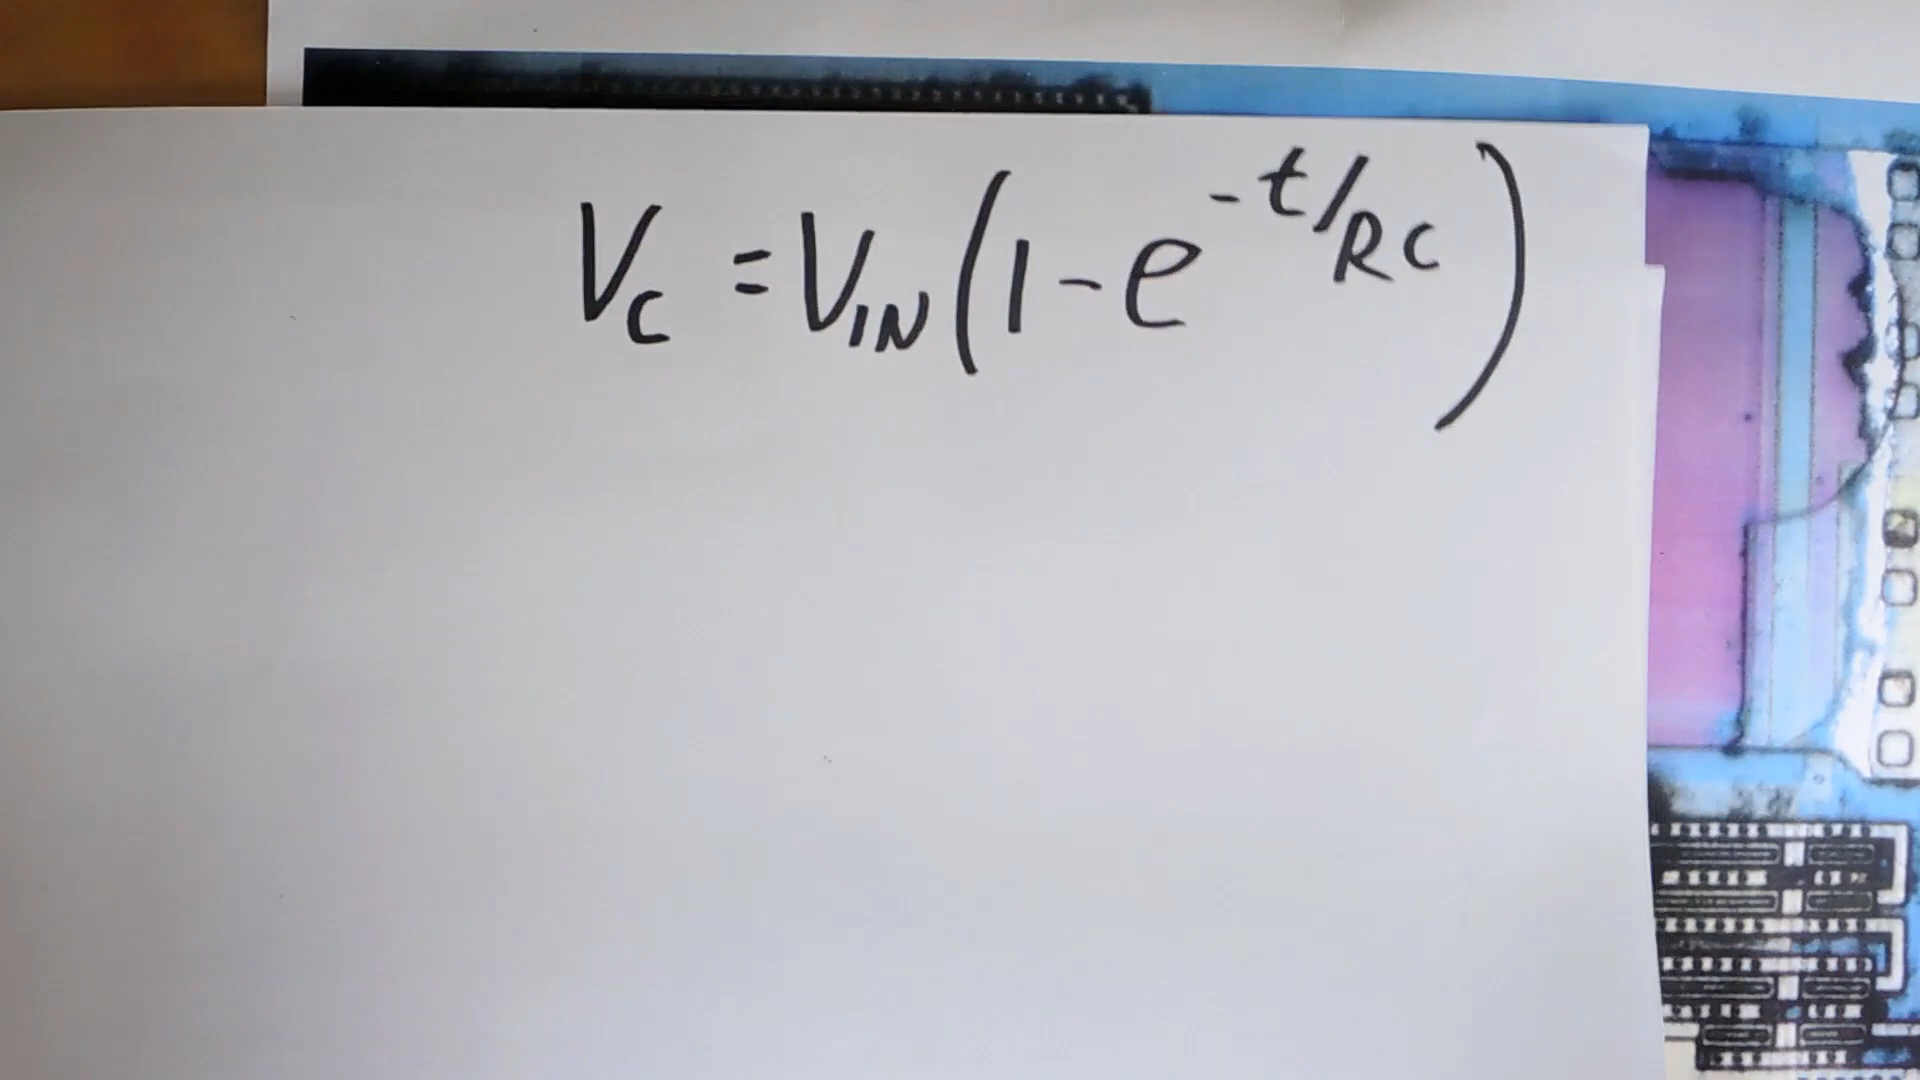 Vc = VIN (1 - e^-t/RC)